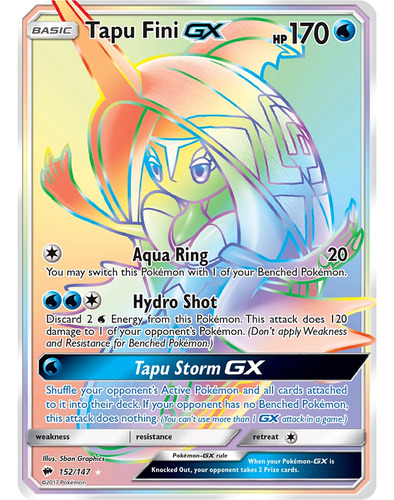 BASIC Tapu Fini GX HP 170
Aqua Ring 20
You may switch this Pokémon with 1 of your Benched Pokémon.
Hydro Shot
Discard 2 Energy from this Pokémon. This attack does 120
damage to 1 of your opponent's Pokémon. (Don't apply Weakness
and Resistance for Benched Pokémon.)
Tapu Storm GX
Shuffle your opponent's Active Pokémon and all cards attached
to it into their deck. If your opponent has no Benched Pokémon,
this attack does nothing. (You can't use more than 1 GX attack in a game.)
weakness resistance Pokémon-GX rule retreat
Illus. 5ban Graphics
152/147
When your Pokémon-GX is
Knocked Out, your opponent takes 2 Prize cards.
©2017 Pokémon